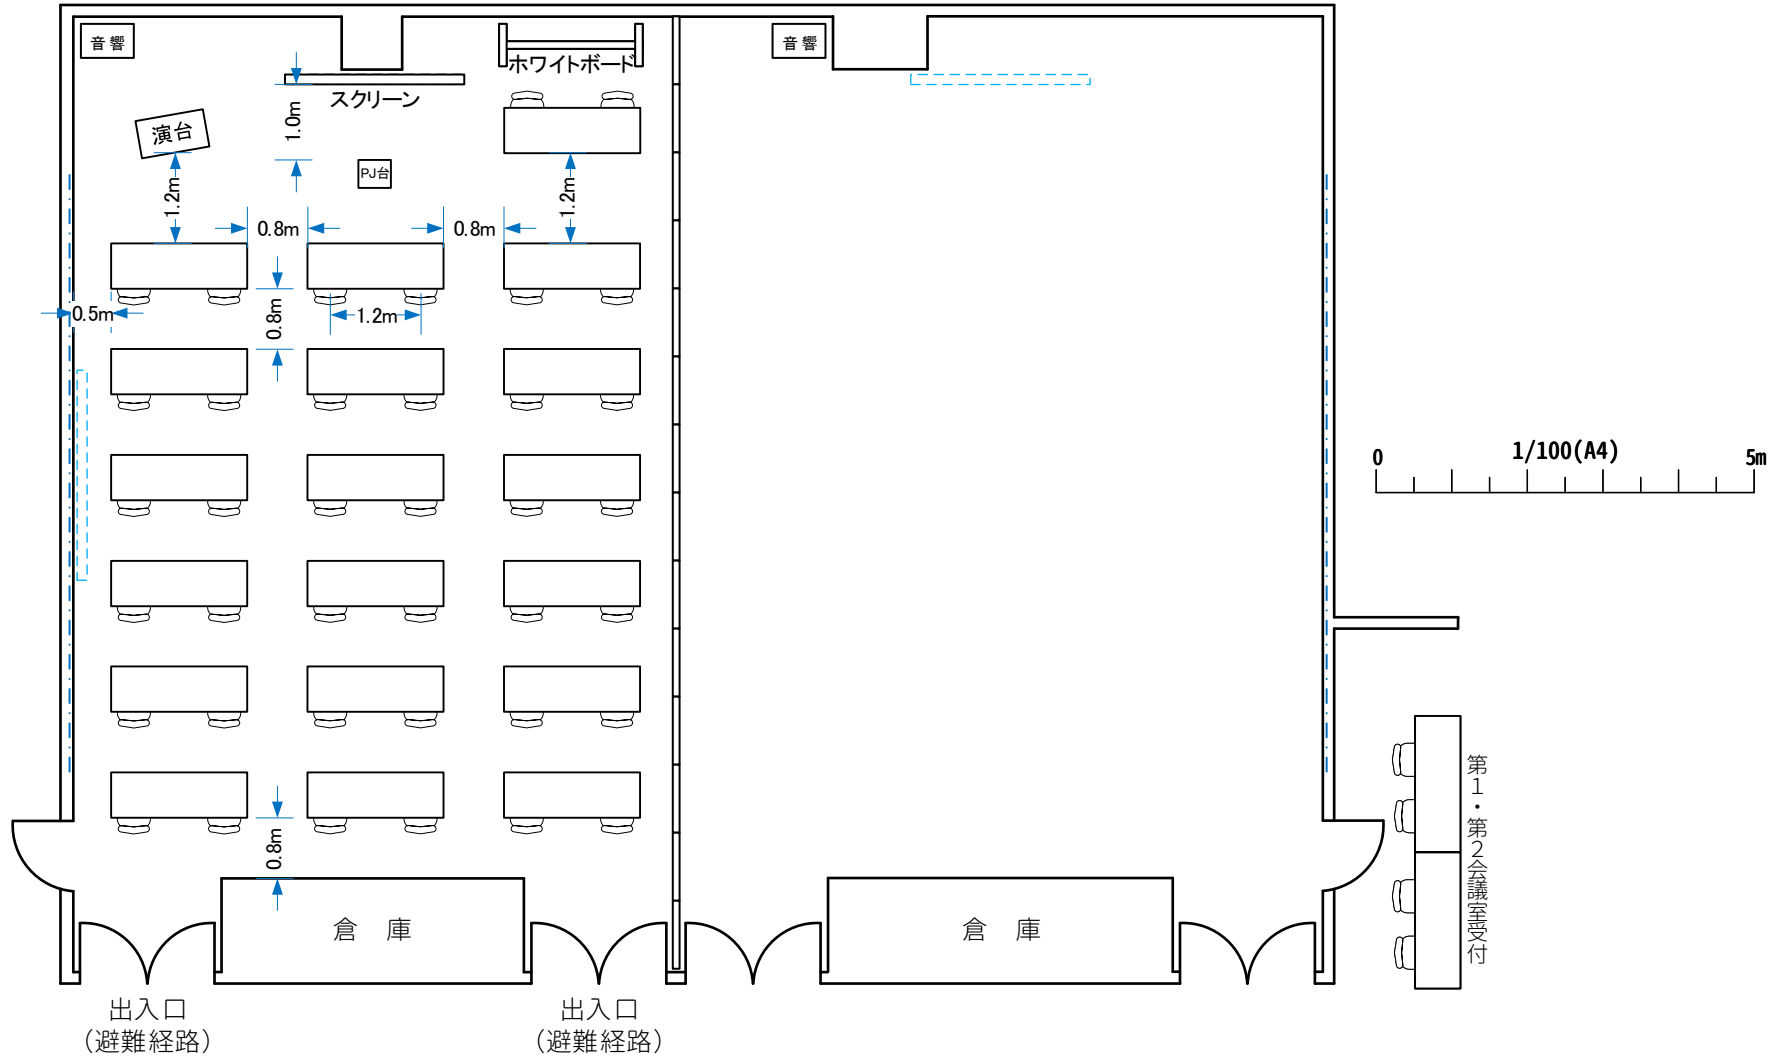 音響
ホワイトボード
音響
スクリーン
演台
1.0m
PJ台
1.2m
1.2m
0.8m
0.8m
0.5m
0.8m
1.2m
0 1/100(A4) 5m
第1・第2会議室受付
0.8m
倉 庫
倉 庫
出入口
(避難経路)
出入口
(避難経路)